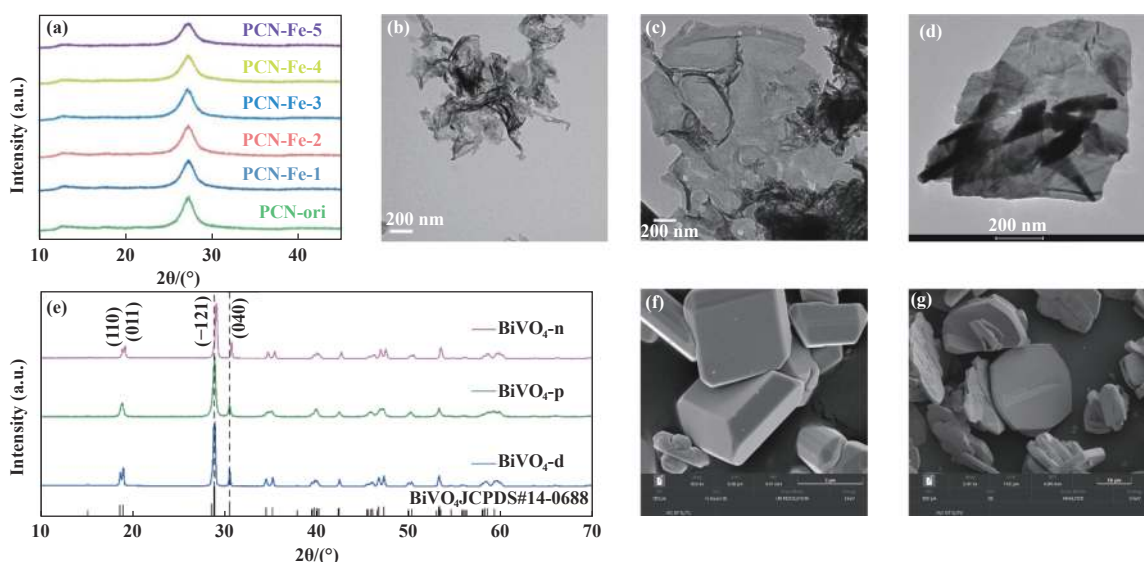 (a)
PCN-Fe-5
PCN-Fe-4
PCN-Fe-3
PCN-Fe-2
PCN-Fe-1
PCN-ori
Intensity (a.u.)
10 20 30 40
2θ/(°)
(b)
200 nm
(c)
200 nm
(d)
200 nm
(e)
(110)
(011)
(−121)
(040)
BiVO₄-n
BiVO₄-p
BiVO₄-d
BiVO₄JCPDS#14-0688
Intensity (a.u.)
10 20 30 40 50 60 70
2θ/(°)
(f)
(g)